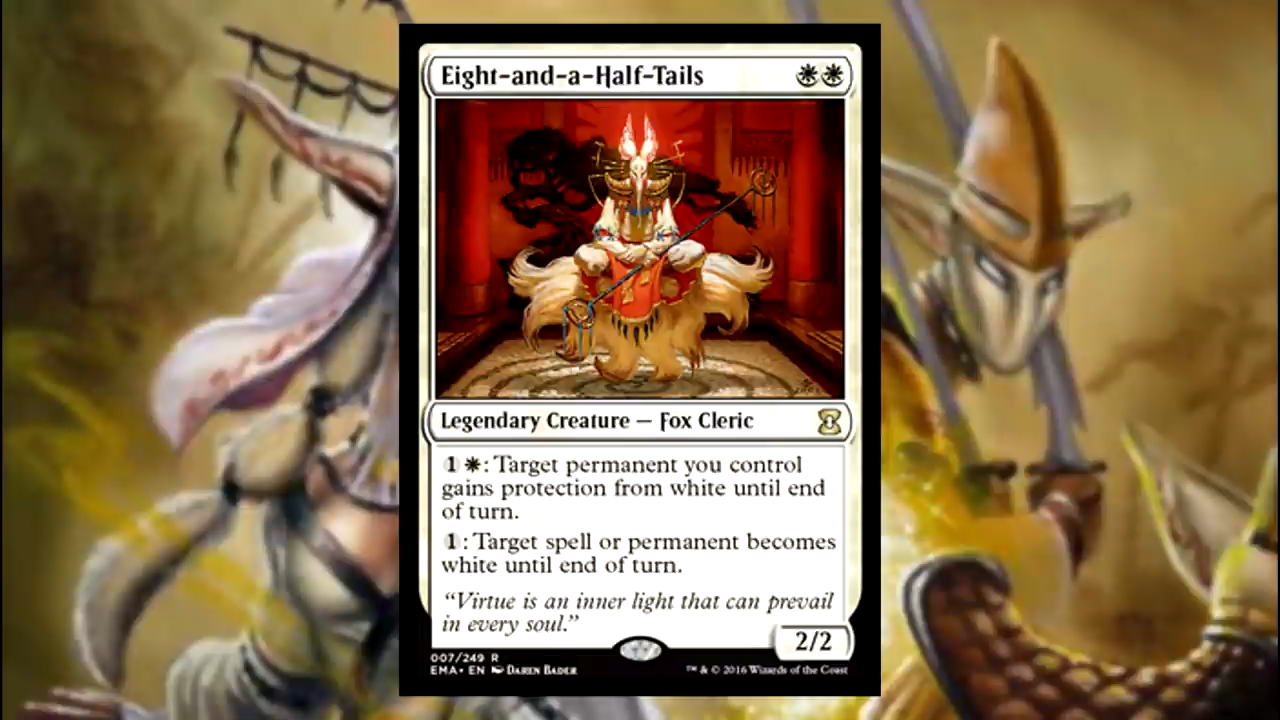 Eight-and-a-Half-Tails
Legendary Creature — Fox Cleric
1 : Target permanent you control
gains protection from white until end
of turn.
1 : Target spell or permanent becomes
white until end of turn.
“Virtue is an inner light that can prevail
in every soul.”
2/2
007/249 R
EMA • EN Daren Bader
™ & © 2016 Wizards of the Coast